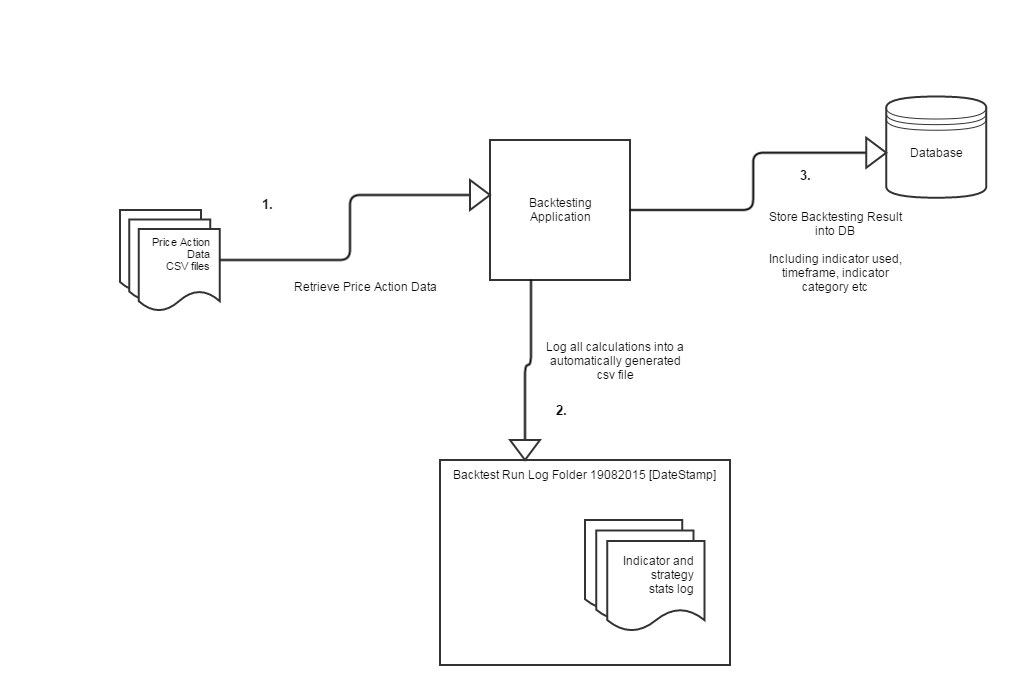 Database
3.
Backtesting
Application
1.
Store Backtesting Result
into DB
Including indicator used,
timeframe, indicator
category etc
Price Action
Data
CSV files
Retrieve Price Action Data
Log all calculations into a
automatically generated
csv file
2.
Backtest Run Log Folder 19082015 [DateStamp]
Indicator and
strategy
stats log